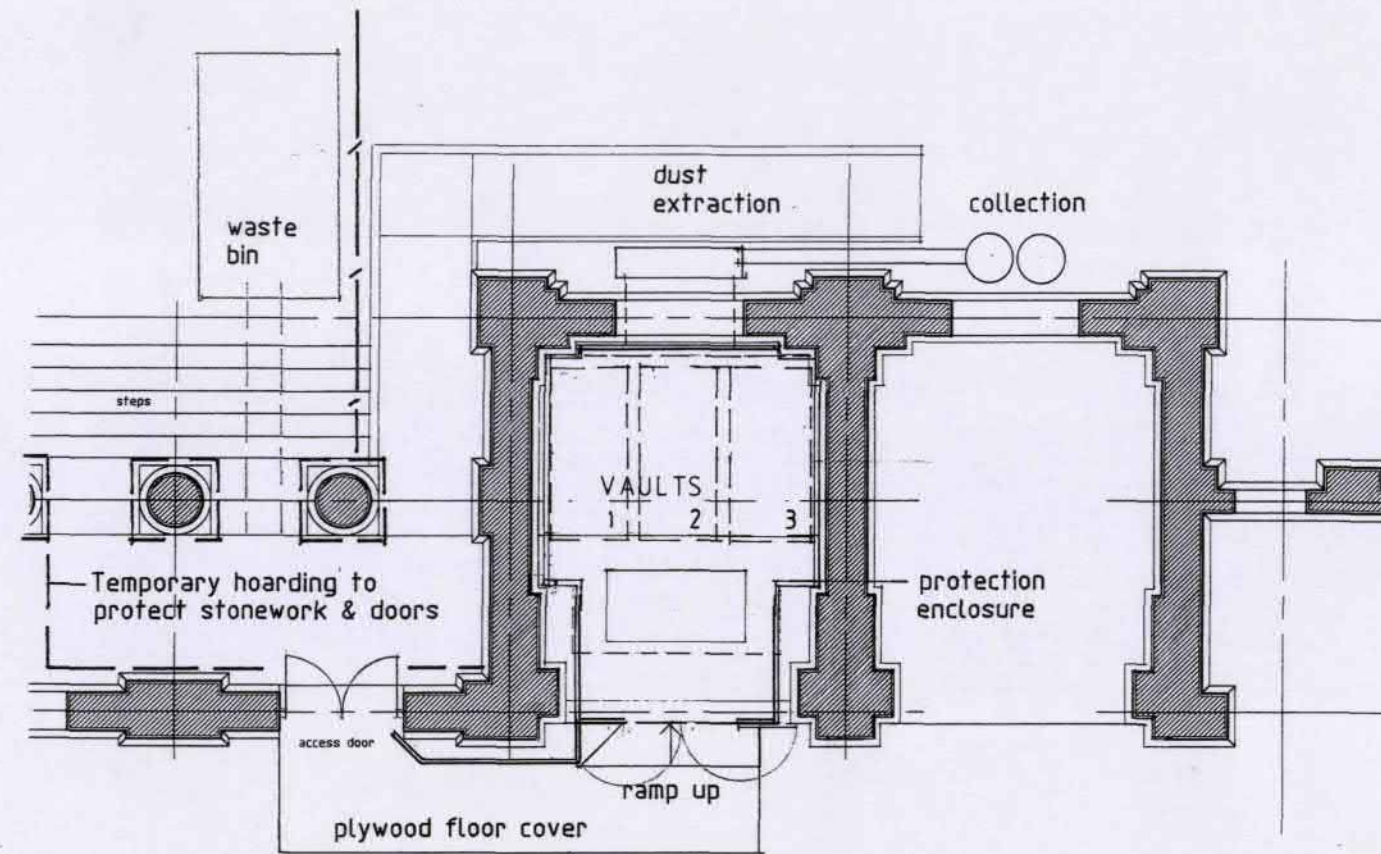 waste
bin
dust
extraction
collection
steps
VAULTS
1 2 3
Temporary hoarding to
protect stonework & doors
protection
enclosure
access door
ramp up
plywood floor cover